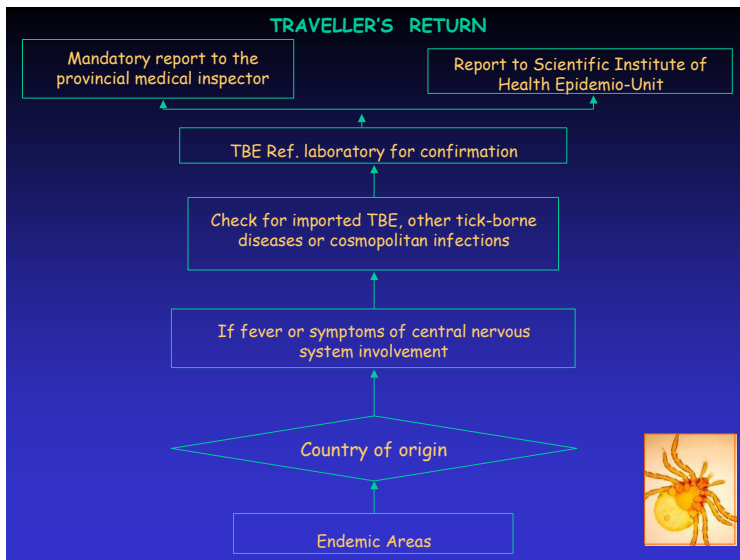 TRAVELLER'S RETURN
Mandatory report to the
provincial medical inspector
Report to Scientific Institute of
Health Epidemio-Unit
TBE Ref. laboratory for confirmation
Check for imported TBE, other tick-borne
diseases or cosmopolitan infections
If fever or symptoms of central nervous
system involvement
Country of origin
Endemic Areas